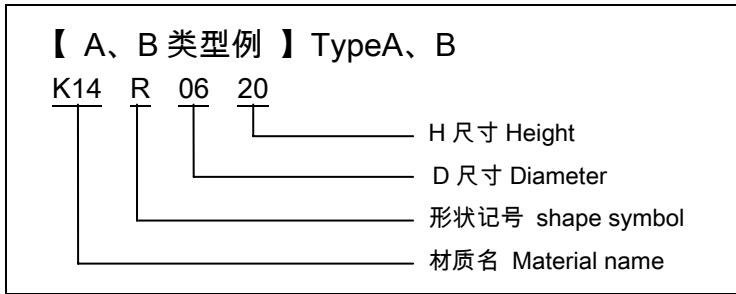 【 A、B 类型例 】TypeA、B
K14 R 06 20
H 尺寸 Height
D 尺寸 Diameter
形状记号 shape symbol
材质名 Material name